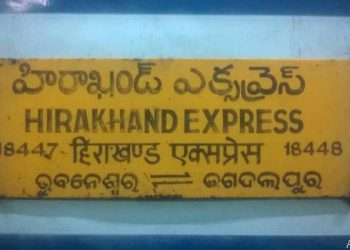 హిరాఖండ్ ఎక్స్ప్రెస్
HIRAKHAND EXPRESS
18447 हिराखण्ड एक्सप्रेस 18448
ଭୁବନେଶ୍ୱର ⇌ ଜଗଦଲପୁର